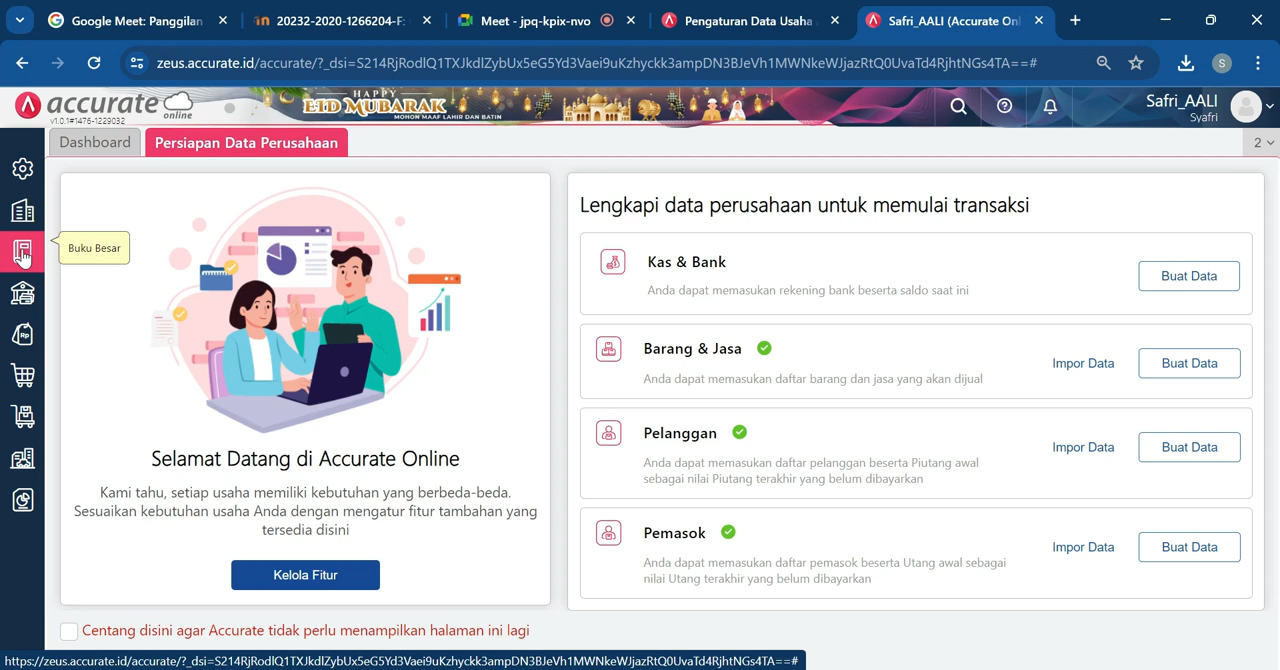 Google Meet: Panggilan
20232-2020-1266204-F:
Meet - jpq-kpix-nvo
Pengaturan Data Usaha
Safri_AALI (Accurate Onl
zeus.accurate.id/accurate/?_dsi=S214RjRodlQ1TXJkdlZybUx5eG5Yd3Vaei9uKzhyckk3ampDN3BJeVh1MWNkeWJjazRtQ0UvaTd4RjhtNGs4TA==#
S
accurate
online
v1.0.1#1476-1229032
HAPPY
EID MUBARAK
MOHON MAAF LAHIR DAN BATIN
Safri_AALI
Syafri
Dashboard
Persiapan Data Perusahaan
2
Buku Besar
Rp
Selamat Datang di Accurate Online
Kami tahu, setiap usaha memiliki kebutuhan yang berbeda-beda.
Sesuaikan kebutuhan usaha Anda dengan mengatur fitur tambahan yang
tersedia disini
Kelola Fitur
Lengkapi data perusahaan untuk memulai transaksi
Kas & Bank
Anda dapat memasukan rekening bank beserta saldo saat ini
Buat Data
Barang & Jasa
Anda dapat memasukan daftar barang dan jasa yang akan dijual
Impor Data
Buat Data
Pelanggan
Anda dapat memasukan daftar pelanggan beserta Piutang awal
sebagai nilai Piutang terakhir yang belum dibayarkan
Impor Data
Buat Data
Pemasok
Anda dapat memasukan daftar pemasok beserta Utang awal sebagai
nilai Utang terakhir yang belum dibayarkan
Impor Data
Buat Data
Centang disini agar Accurate tidak perlu menampilkan halaman ini lagi
https://zeus.accurate.id/accurate/?_dsi=S214RjRodlQ1TXJkdlZybUx5eG5Yd3Vaei9uKzhyckk3ampDN3BJeVh1MWNkeWJjazRtQ0UvaTd4RjhtNGs4TA==#